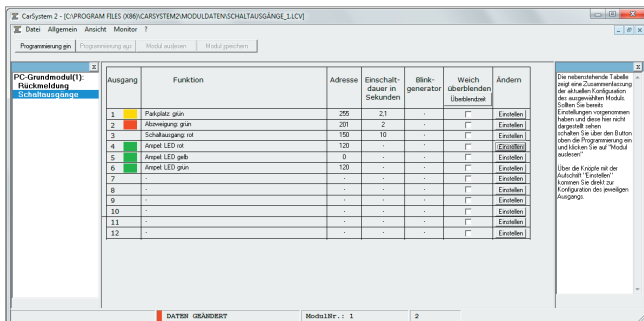 CarSystem 2 - [C:\PROGRAM FILES (X86)\CARSYSTEM2\MODULDATEN\SCHALTAUSGÄNGE_1.LCV]
Datei Allgemein Ansicht Monitor ?
Programmierung ein Programmierung aus Modul auslesen Modul speichern
PC-Grundmodul(1):
Rückmeldung
Schaltausgänge
Ausgang Funktion Adresse Einschalt-dauer in Sekunden Blink-generator Weich überblenden Ändern
Überblendzeit
1 Parkplatz grün 255 2,1 - Einstellen
2 Abzweigung: grün 201 2 - Einstellen
3 Schaltausgang: rot 150 10 - Einstellen
4 Ampel: LED rot 120 - - Einstellen
5 Ampel: LED gelb 0 - - Einstellen
6 Ampel: LED grün 120 - - Einstellen
7 - - - - Einstellen
8 - - - - Einstellen
9 - - - - Einstellen
10 - - - - Einstellen
11 - - - - Einstellen
12 - - - - Einstellen
Die nebenstehende Tabelle
zeigt eine Zusammenfassung
der aktuellen Konfiguration
des ausgewählten Moduls.
Sollten Sie bereits
Einstellungen vorgenommen
haben und diese hier nicht
dargestellt sehen
schalten Sie über den Button
oben die Programmierung ein
und klicken Sie auf "Modul
auslesen"
Über die Knöpfe mit der
Aufschrift "Einstellen"
kommen Sie direkt zur
Konfiguration des jeweiligen
Ausgangs.
DATEN GEÄNDERT ModulNr.: 1 2